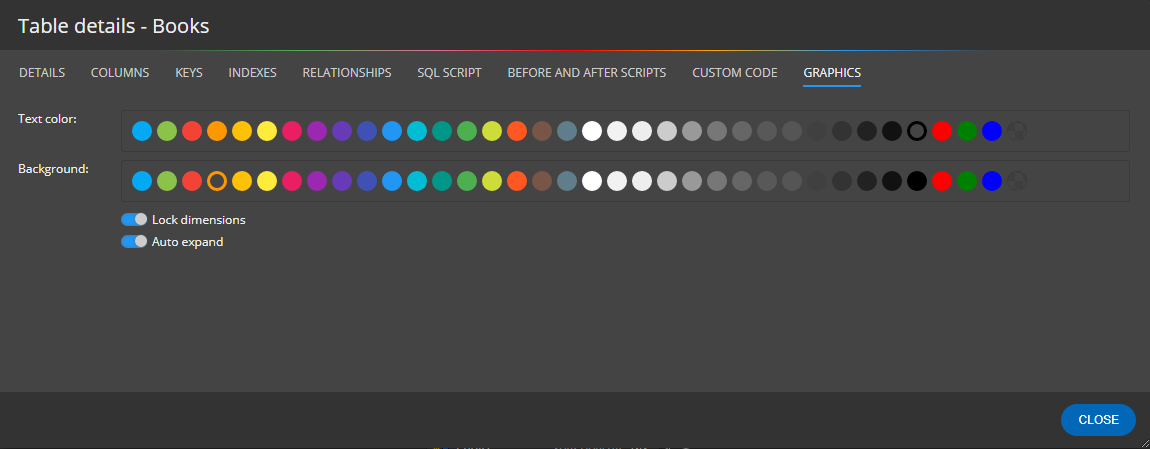 Table details - Books
DETAILS COLUMNS KEYS INDEXES RELATIONSHIPS SQL SCRIPT BEFORE AND AFTER SCRIPTS CUSTOM CODE GRAPHICS
Text color:
Background:
Lock dimensions
Auto expand
CLOSE